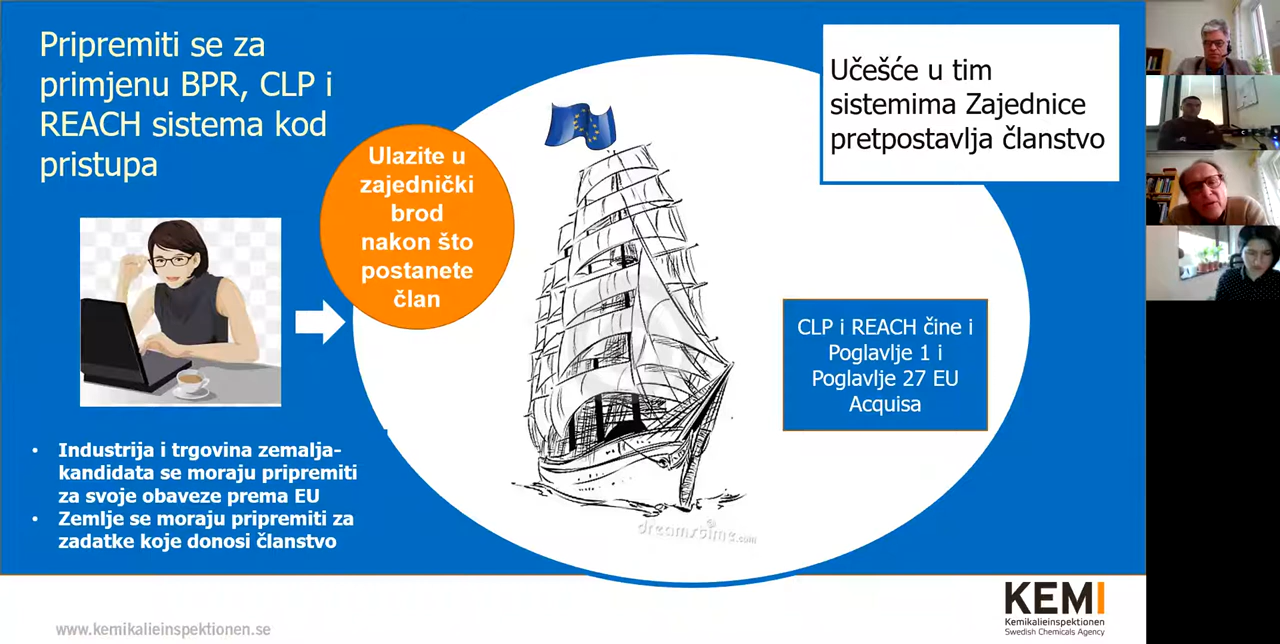 Pripremiti se za
primjenu BPR, CLP i
REACH sistema kod
pristupa
Ulazite u
zajednički
brod
nakon što
postanete
član
Učešće u tim
sistemima Zajednice
pretpostavlja članstvo
CLP i REACH čine i
Poglavlje 1 i
Poglavlje 27 EU
Acquisa
• Industrija i trgovina zemalja-
kandidata se moraju pripremiti
za svoje obaveze prema EU
• Zemlje se moraju pripremiti za
zadatke koje donosi članstvo
dreamstime.com
www.kemikalieinspektionen.se
KEMI
Kemikalieinspektionen
Swedish Chemicals Agency